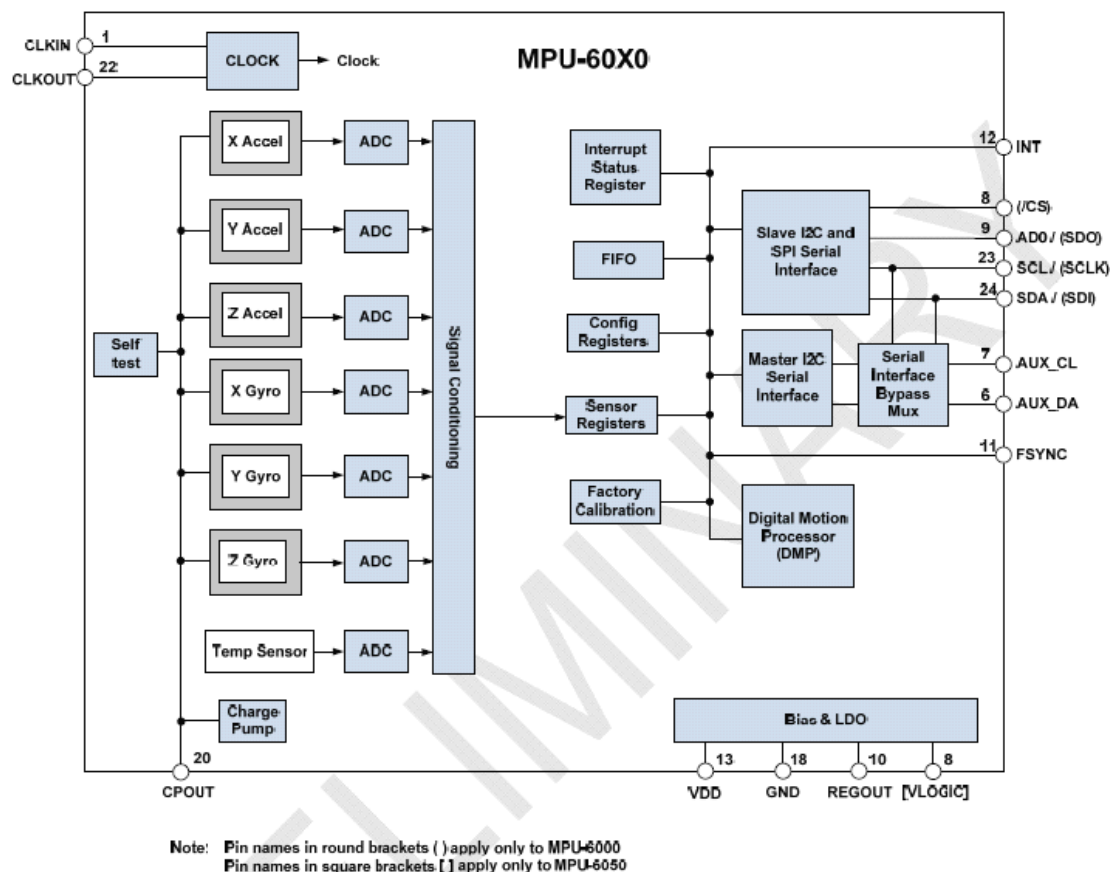 MPU-60X0
CLKIN
1
CLKOUT
22
CLOCK
Clock
X Accel
ADC
Y Accel
ADC
Z Accel
ADC
X Gyro
ADC
Y Gyro
ADC
Z Gyro
ADC
Temp Sensor
ADC
Self
test
Charge
Pump
20
CPOUT
Signal Conditioning
Interrupt
Status
Register
FIFO
Config
Registers
Sensor
Registers
Factory
Calibration
Slave I2C and
SPI Serial
Interface
Master I2C
Serial
Interface
Serial
Interface
Bypass
Mux
Digital Motion
Processor
(DMP)
12
INT
8
(/CS)
9
AD0 / (SDO)
23
SCL / (SCLK)
24
SDA / (SDI)
7
AUX_CL
6
AUX_DA
11
FSYNC
Bias & LDO
13
18
10
8
VDD
GND
REGOUT
[VLOGIC]
Note: Pin names in round brackets ( ) apply only to MPU-6000
Pin names in square brackets [ ] apply only to MPU-6050
ELIMINARY